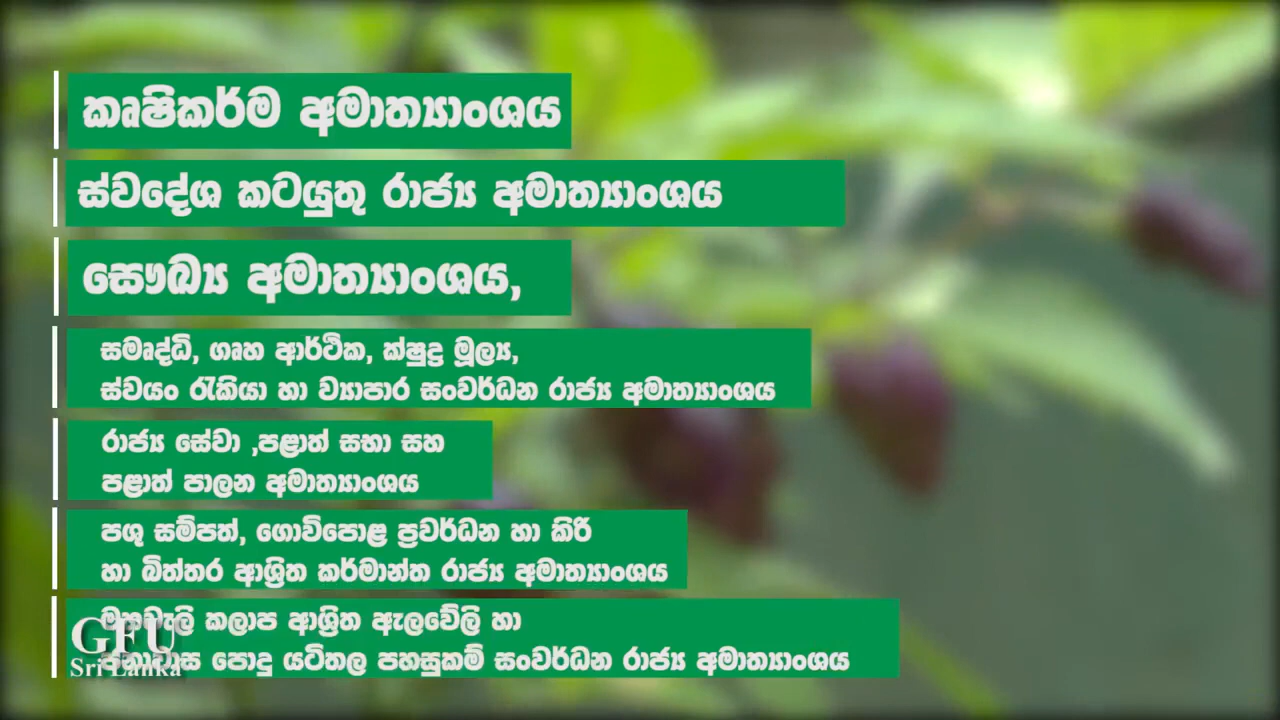 කෘෂිකර්ම අමාත්‍යාංශය
ස්වදේශ කටයුතු රාජ්‍ය අමාත්‍යාංශය
සෞඛ්‍ය අමාත්‍යාංශය,
සමෘද්ධි, ගෘහ ආර්ථික, ක්ෂුද්‍ර මූල්‍ය,
ස්වයං රැකියා හා ව්‍යාපාර සංවර්ධන රාජ්‍ය අමාත්‍යාංශය
රාජ්‍ය සේවා ,පළාත් සභා සහ
පළාත් පාලන අමාත්‍යාංශය
පශු සම්පත්, ගොවිපොළ ප්‍රවර්ධන හා කිරි
හා බිත්තර ආශ්‍රිත කර්මාන්ත රාජ්‍ය අමාත්‍යාංශය
කලාප ආශ්‍රිත ඇලවේලි හා
පොදු යටිතල පහසුකම් සංවර්ධන රාජ්‍ය අමාත්‍යාංශය
GFU
Sri Lanka